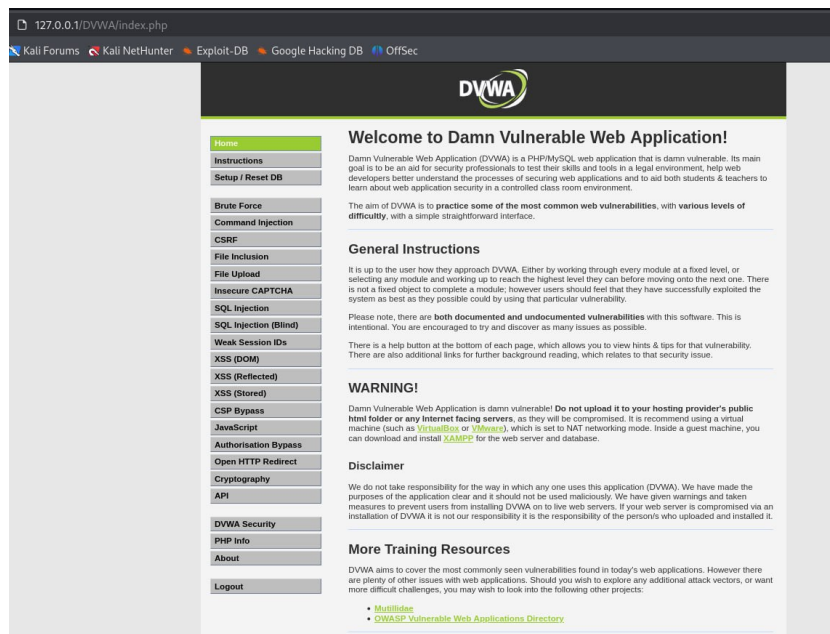 127.0.0.1/DVWA/index.php
Kali Forums Kali NetHunter Exploit-DB Google Hacking DB OffSec
DVWA
Home
Instructions
Setup / Reset DB
Brute Force
Command Injection
CSRF
File Inclusion
File Upload
Insecure CAPTCHA
SQL Injection
SQL Injection (Blind)
Weak Session IDs
XSS (DOM)
XSS (Reflected)
XSS (Stored)
CSP Bypass
JavaScript
Authorisation Bypass
Open HTTP Redirect
Cryptography
API
DVWA Security
PHP Info
About
Logout
Welcome to Damn Vulnerable Web Application!
Damn Vulnerable Web Application (DVWA) is a PHP/MySQL web application that is damn vulnerable. Its main
goal is to be an aid for security professionals to test their skills and tools in a legal environment, help web
developers better understand the processes of securing web applications and to aid both students & teachers to
learn about web application security in a controlled class room environment.
The aim of DVWA is to practice some of the most common web vulnerabilities, with various levels of
difficultly, with a simple straightforward interface.
General Instructions
It is up to the user how they approach DVWA. Either by working through every module at a fixed level, or
selecting any module and working up to reach the highest level they can before moving onto the next one. There
is not a fixed object to complete a module; however users should feel that they have successfully exploited the
system as best as they possible could by using that particular vulnerability.
Please note, there are both documented and undocumented vulnerabilities with this software. This is
intentional. You are encouraged to try and discover as many issues as possible.
There is a help button at the bottom of each page, which allows you to view hints & tips for that vulnerability.
There are also additional links for further background reading, which relates to that security issue.
WARNING!
Damn Vulnerable Web Application is damn vulnerable! Do not upload it to your hosting provider's public
html folder or any Internet facing servers, as they will be compromised. It is recommend using a virtual
machine (such as VirtualBox or VMware), which is set to NAT networking mode. Inside a guest machine, you
can download and install XAMPP for the web server and database.
Disclaimer
We do not take responsibility for the way in which any one uses this application (DVWA). We have made the
purposes of the application clear and it should not be used maliciously. We have given warnings and taken
measures to prevent users from installing DVWA on to live web servers. If your web server is compromised via an
installation of DVWA it is not our responsibility it is the responsibility of the person/s who uploaded and installed it.
More Training Resources
DVWA aims to cover the most commonly seen vulnerabilities found in today's web applications. However there
are plenty of other issues with web applications. Should you wish to explore any additional attack vectors, or want
more difficult challenges, you may wish to look into the following other projects:
• Mutillidae
• OWASP Vulnerable Web Applications Directory